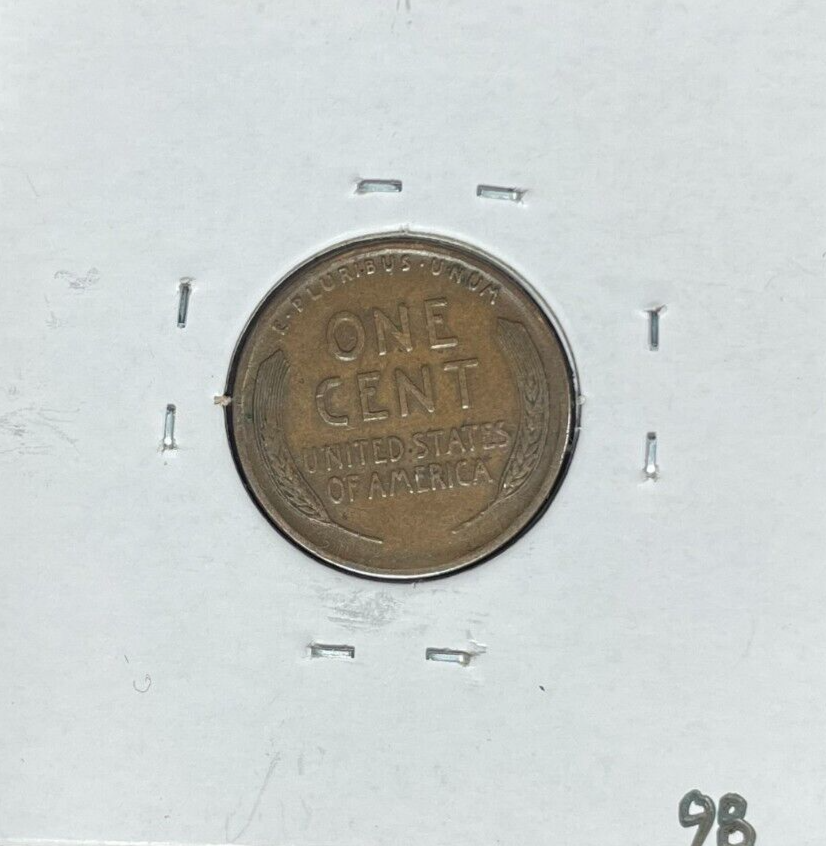 E·PLURIBUS·UNUM
ONE
CENT
UNITED·STATES
OF AMERICA
98